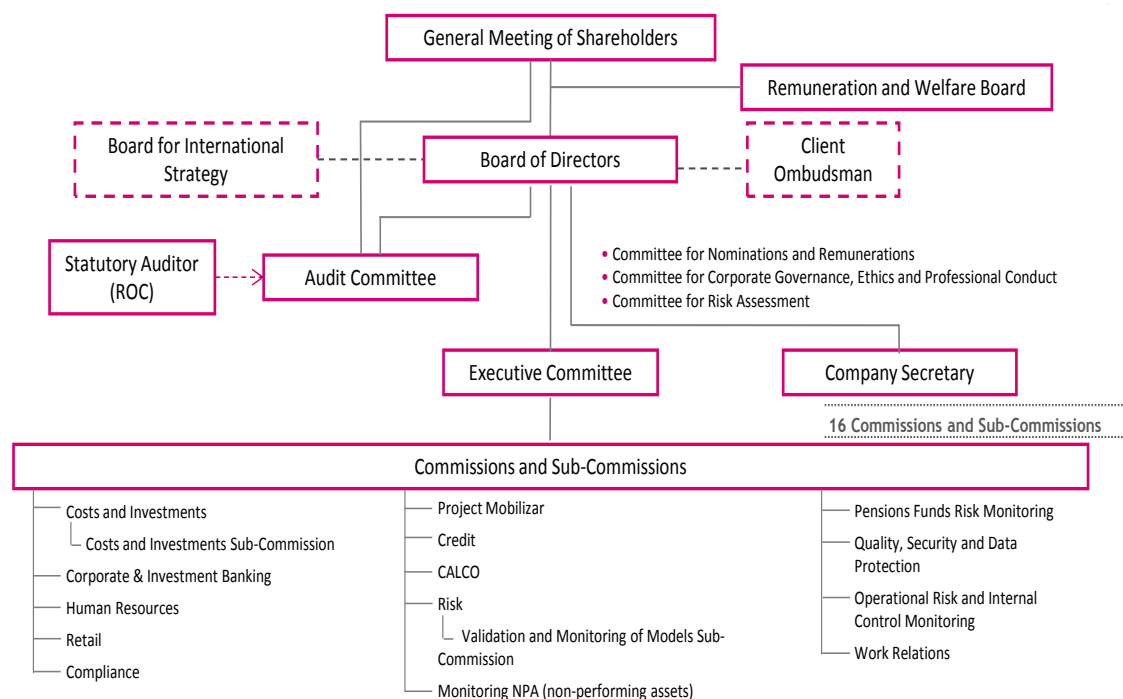 General Meeting of Shareholders
Remuneration and Welfare Board
Board for International
Strategy
Board of Directors
Client
Ombudsman
Statutory Auditor
(ROC)
Audit Committee
• Committee for Nominations and Remunerations
• Committee for Corporate Governance, Ethics and Professional Conduct
• Committee for Risk Assessment
Executive Committee
Company Secretary
16 Commissions and Sub-Commissions
Commissions and Sub-Commissions
Costs and Investments
Costs and Investments Sub-Commission
Corporate & Investment Banking
Human Resources
Retail
Compliance
Project Mobilizar
Credit
CALCO
Risk
Validation and Monitoring of Models Sub-
Commission
Monitoring NPA (non-performing assets)
Pensions Funds Risk Monitoring
Quality, Security and Data
Protection
Operational Risk and Internal
Control Monitoring
Work Relations